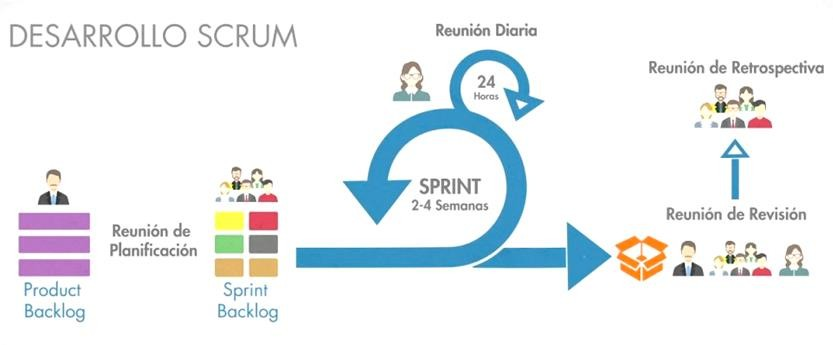 DESARROLLO SCRUM
Reunión Diaria
24
Horas
Reunión de Retrospectiva
SPRINT
2-4 Semanas
Reunión de Revisión
Reunión de
Planificación
Product
Backlog
Sprint
Backlog